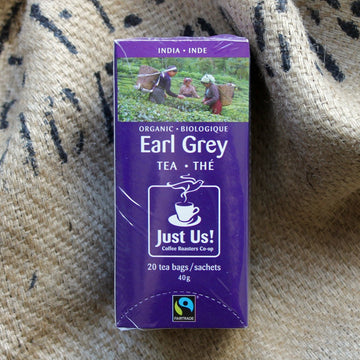 INDIA • INDE
ORGANIC • BIOLOGIQUE
Earl Grey
TEA • THÉ
Just Us!
Coffee Roasters Co-op
20 tea bags/sachets
40g
FAIRTRADE